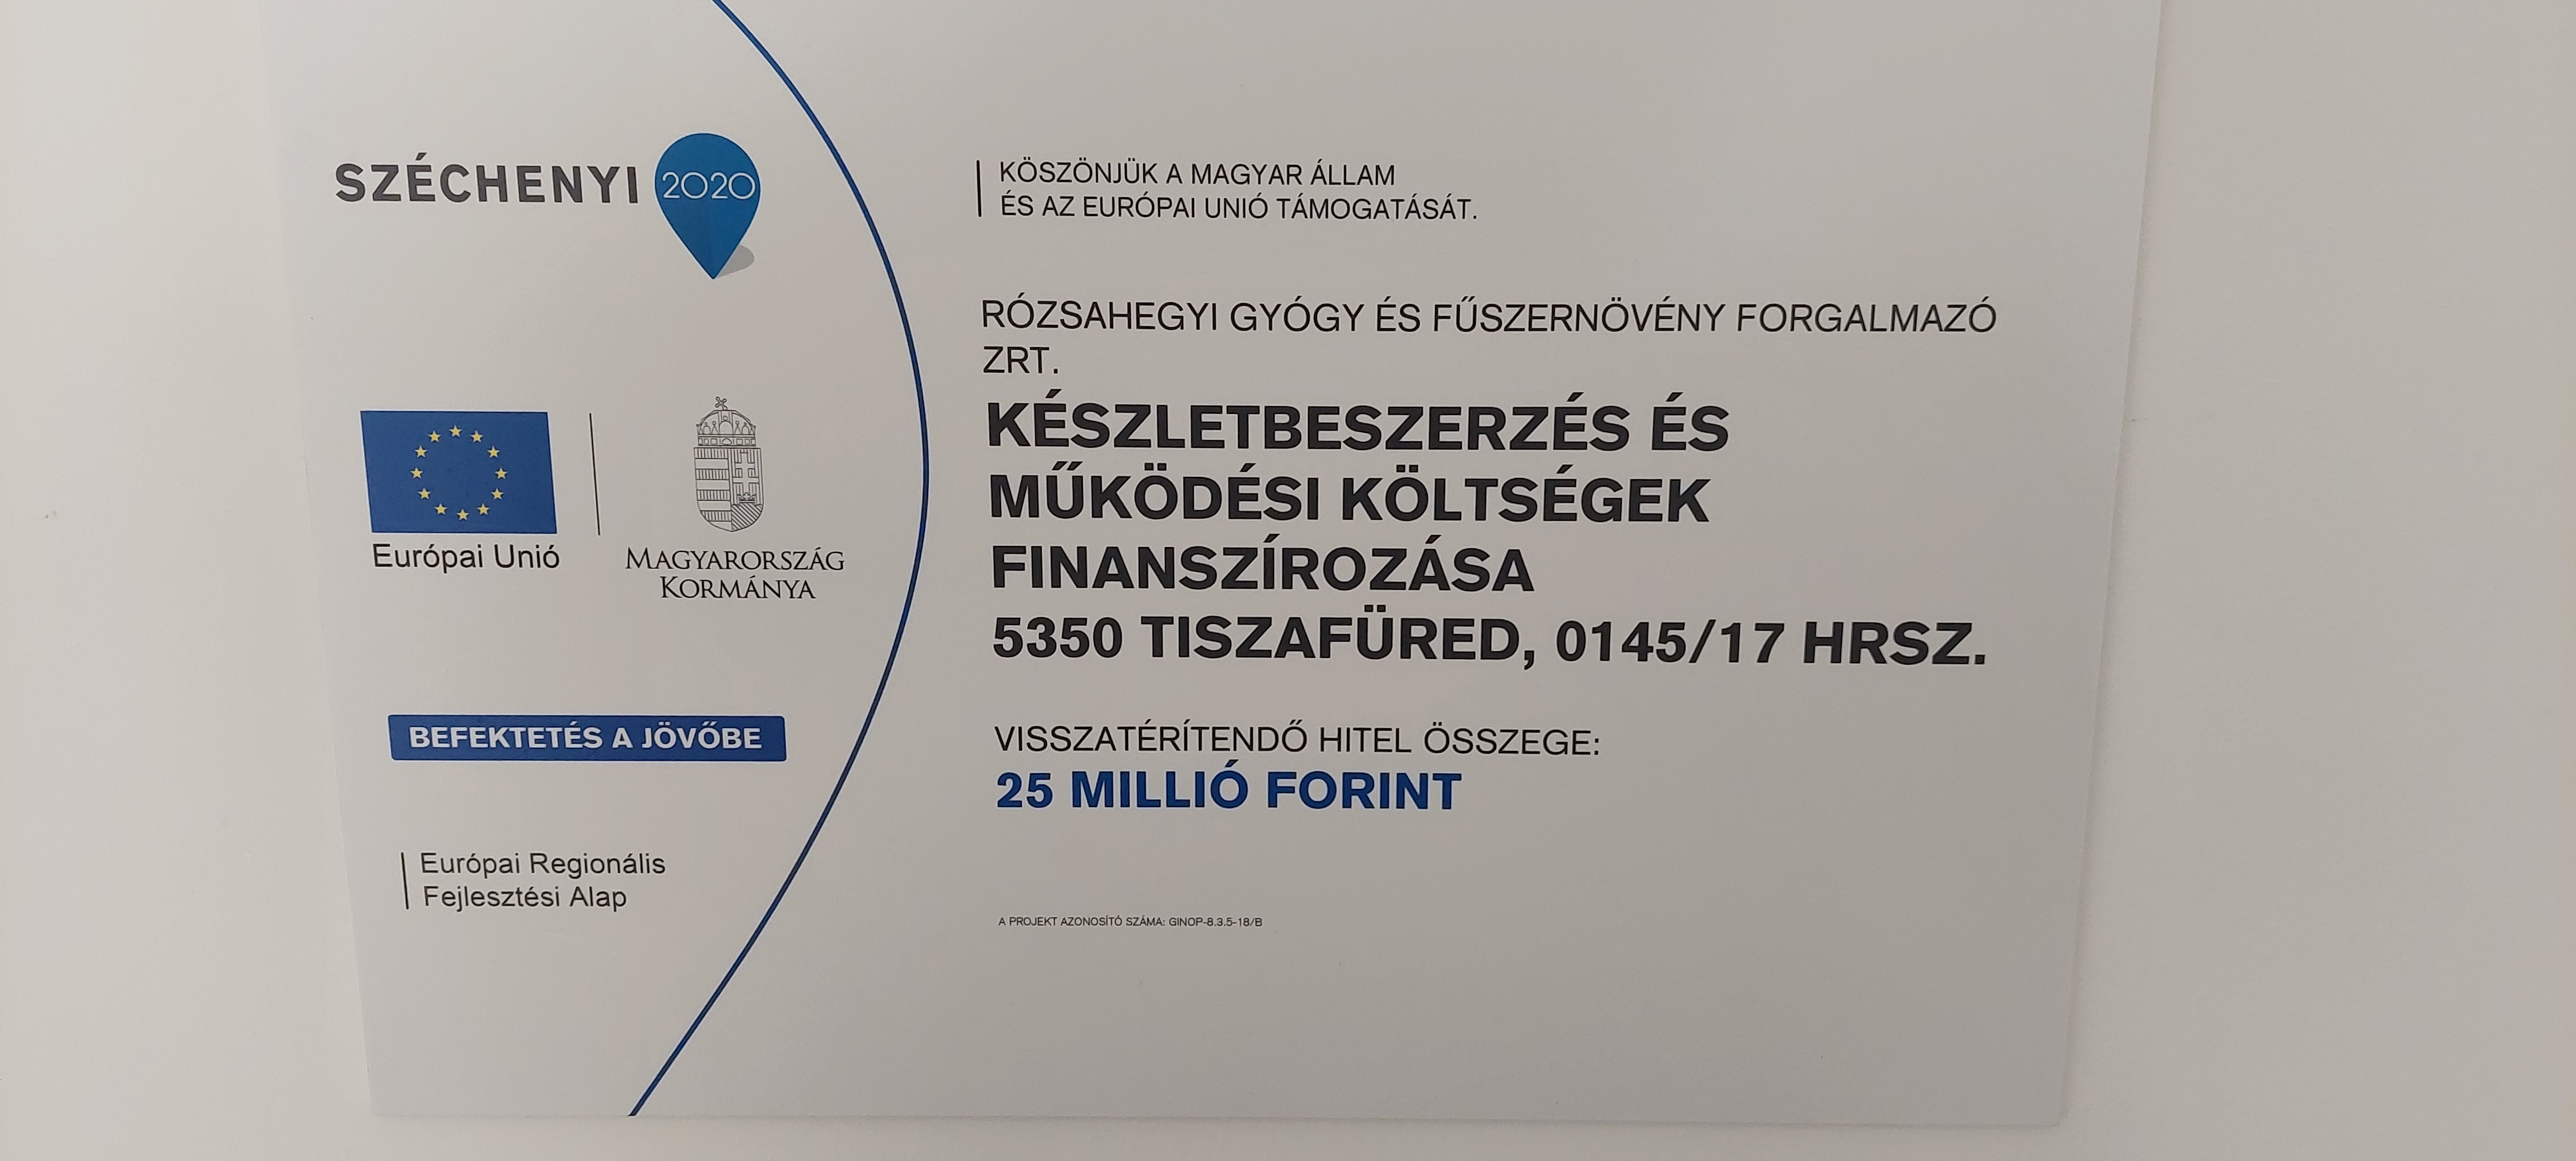 SZÉCHENYI 2020
Európai Unió
MAGYARORSZÁG
KORMÁNYA
BEFEKTETÉS A JÖVŐBE
Európai Regionális
Fejlesztési Alap
KÖSZÖNJÜK A MAGYAR ÁLLAM
ÉS AZ EURÓPAI UNIÓ TÁMOGATÁSÁT.
RÓZSAHEGYI GYÓGY ÉS FŰSZERNÖVÉNY FORGALMAZÓ
ZRT.
KÉSZLETBESZERZÉS ÉS
MŰKÖDÉSI KÖLTSÉGEK
FINANSZÍROZÁSA
5350 TISZAFÜRED, 0145/17 HRSZ.
VISSZATÉRÍTENDŐ HITEL ÖSSZEGE:
25 MILLIÓ FORINT
A PROJEKT AZONOSÍTÓ SZÁMA: GINOP-8.3.5-18/B